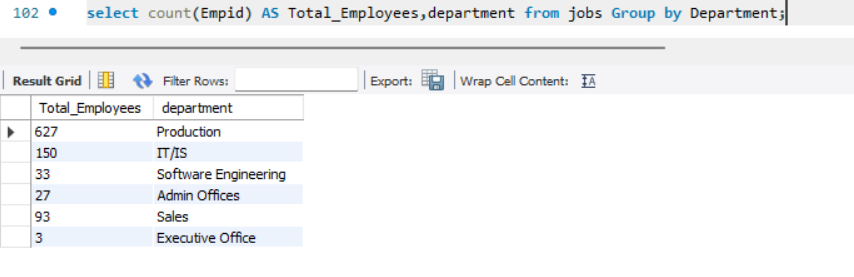 102 select count(Empid) AS Total_Employees,department from jobs Group by Department;
Result Grid Filter Rows: Export: Wrap Cell Content: IA
Total_Employees department
627 Production
150 IT/IS
33 Software Engineering
27 Admin Offices
93 Sales
3 Executive Office